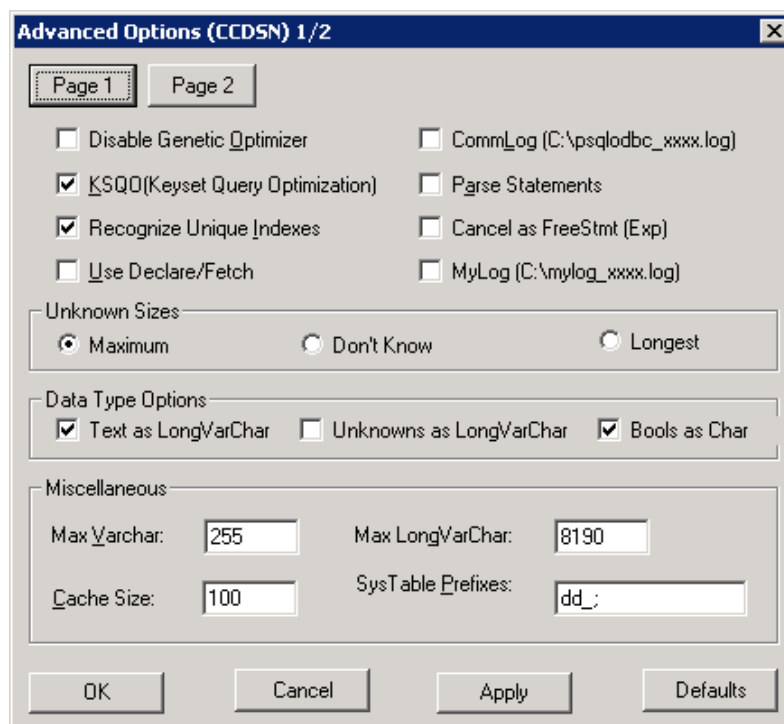 Advanced Options (CCDSN) 1/2
Page 1 Page 2
Disable Genetic Optimizer CommLog (C:\psqlodbc_xxxx.log)
KSQO(Keyset Query Optimization) Parse Statements
Recognize Unique Indexes Cancel as FreeStmt (Exp)
Use Declare/Fetch MyLog (C:\mylog_xxxx.log)
Unknown Sizes
Maximum Don't Know Longest
Data Type Options
Text as LongVarChar Unknowns as LongVarChar Bools as Char
Miscellaneous
Max Varchar: 255 Max LongVarChar: 8190
Cache Size: 100 SysTable Prefixes: dd_;
OK Cancel Apply Defaults